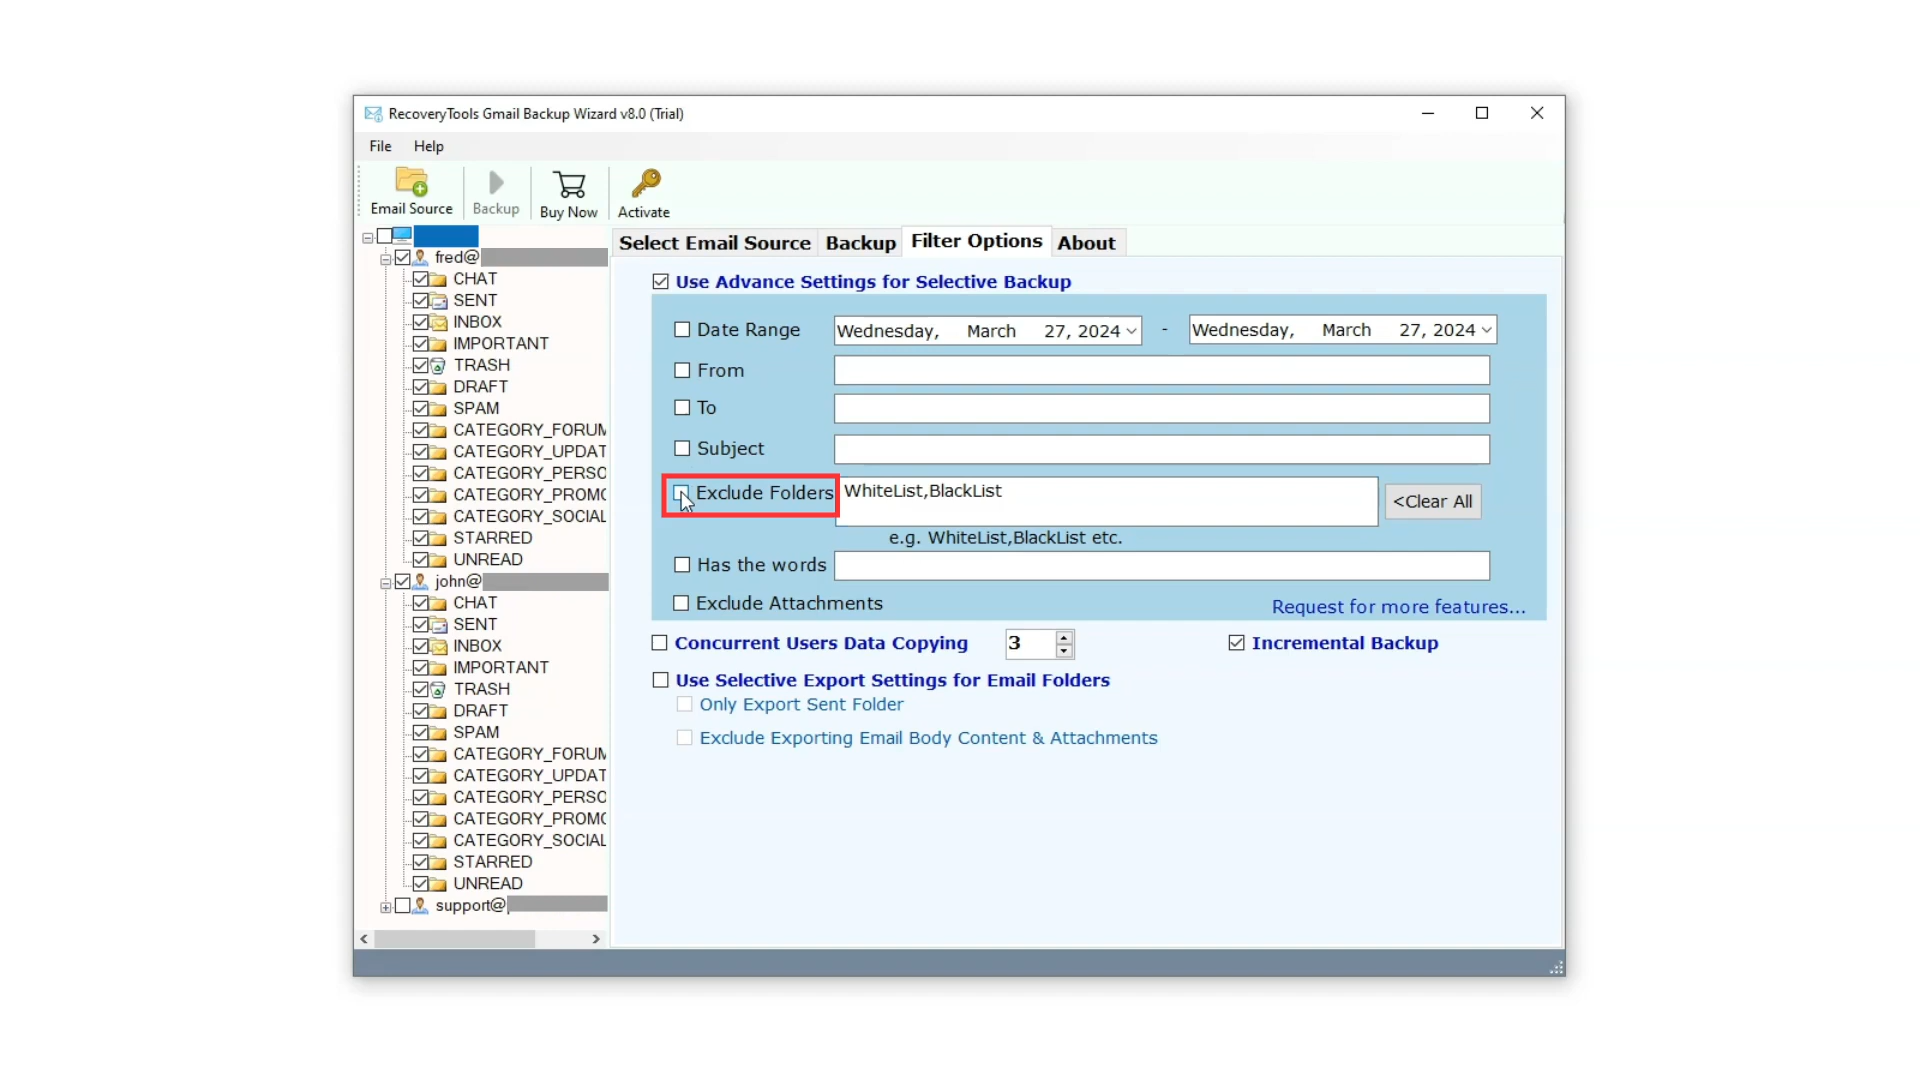 RecoveryTools Gmail Backup Wizard v8.0 (Trial)
File Help
Email Source Backup Buy Now Activate
fred@
CHAT
SENT
INBOX
IMPORTANT
TRASH
DRAFT
SPAM
CATEGORY_FORUM
CATEGORY_UPDAT
CATEGORY_PERSO
CATEGORY_PROMO
CATEGORY_SOCIAL
STARRED
UNREAD
john@
CHAT
SENT
INBOX
IMPORTANT
TRASH
DRAFT
SPAM
CATEGORY_FORUM
CATEGORY_UPDAT
CATEGORY_PERSO
CATEGORY_PROMO
CATEGORY_SOCIAL
STARRED
UNREAD
support@
Select Email Source Backup Filter Options About
Use Advance Settings for Selective Backup
Date Range Wednesday, March 27, 2024 - Wednesday, March 27, 2024
From
To
Subject
Exclude Folders WhiteList,BlackList <Clear All
e.g. WhiteList,BlackList etc.
Has the words
Exclude Attachments Request for more features...
Concurrent Users Data Copying 3 Incremental Backup
Use Selective Export Settings for Email Folders
Only Export Sent Folder
Exclude Exporting Email Body Content & Attachments